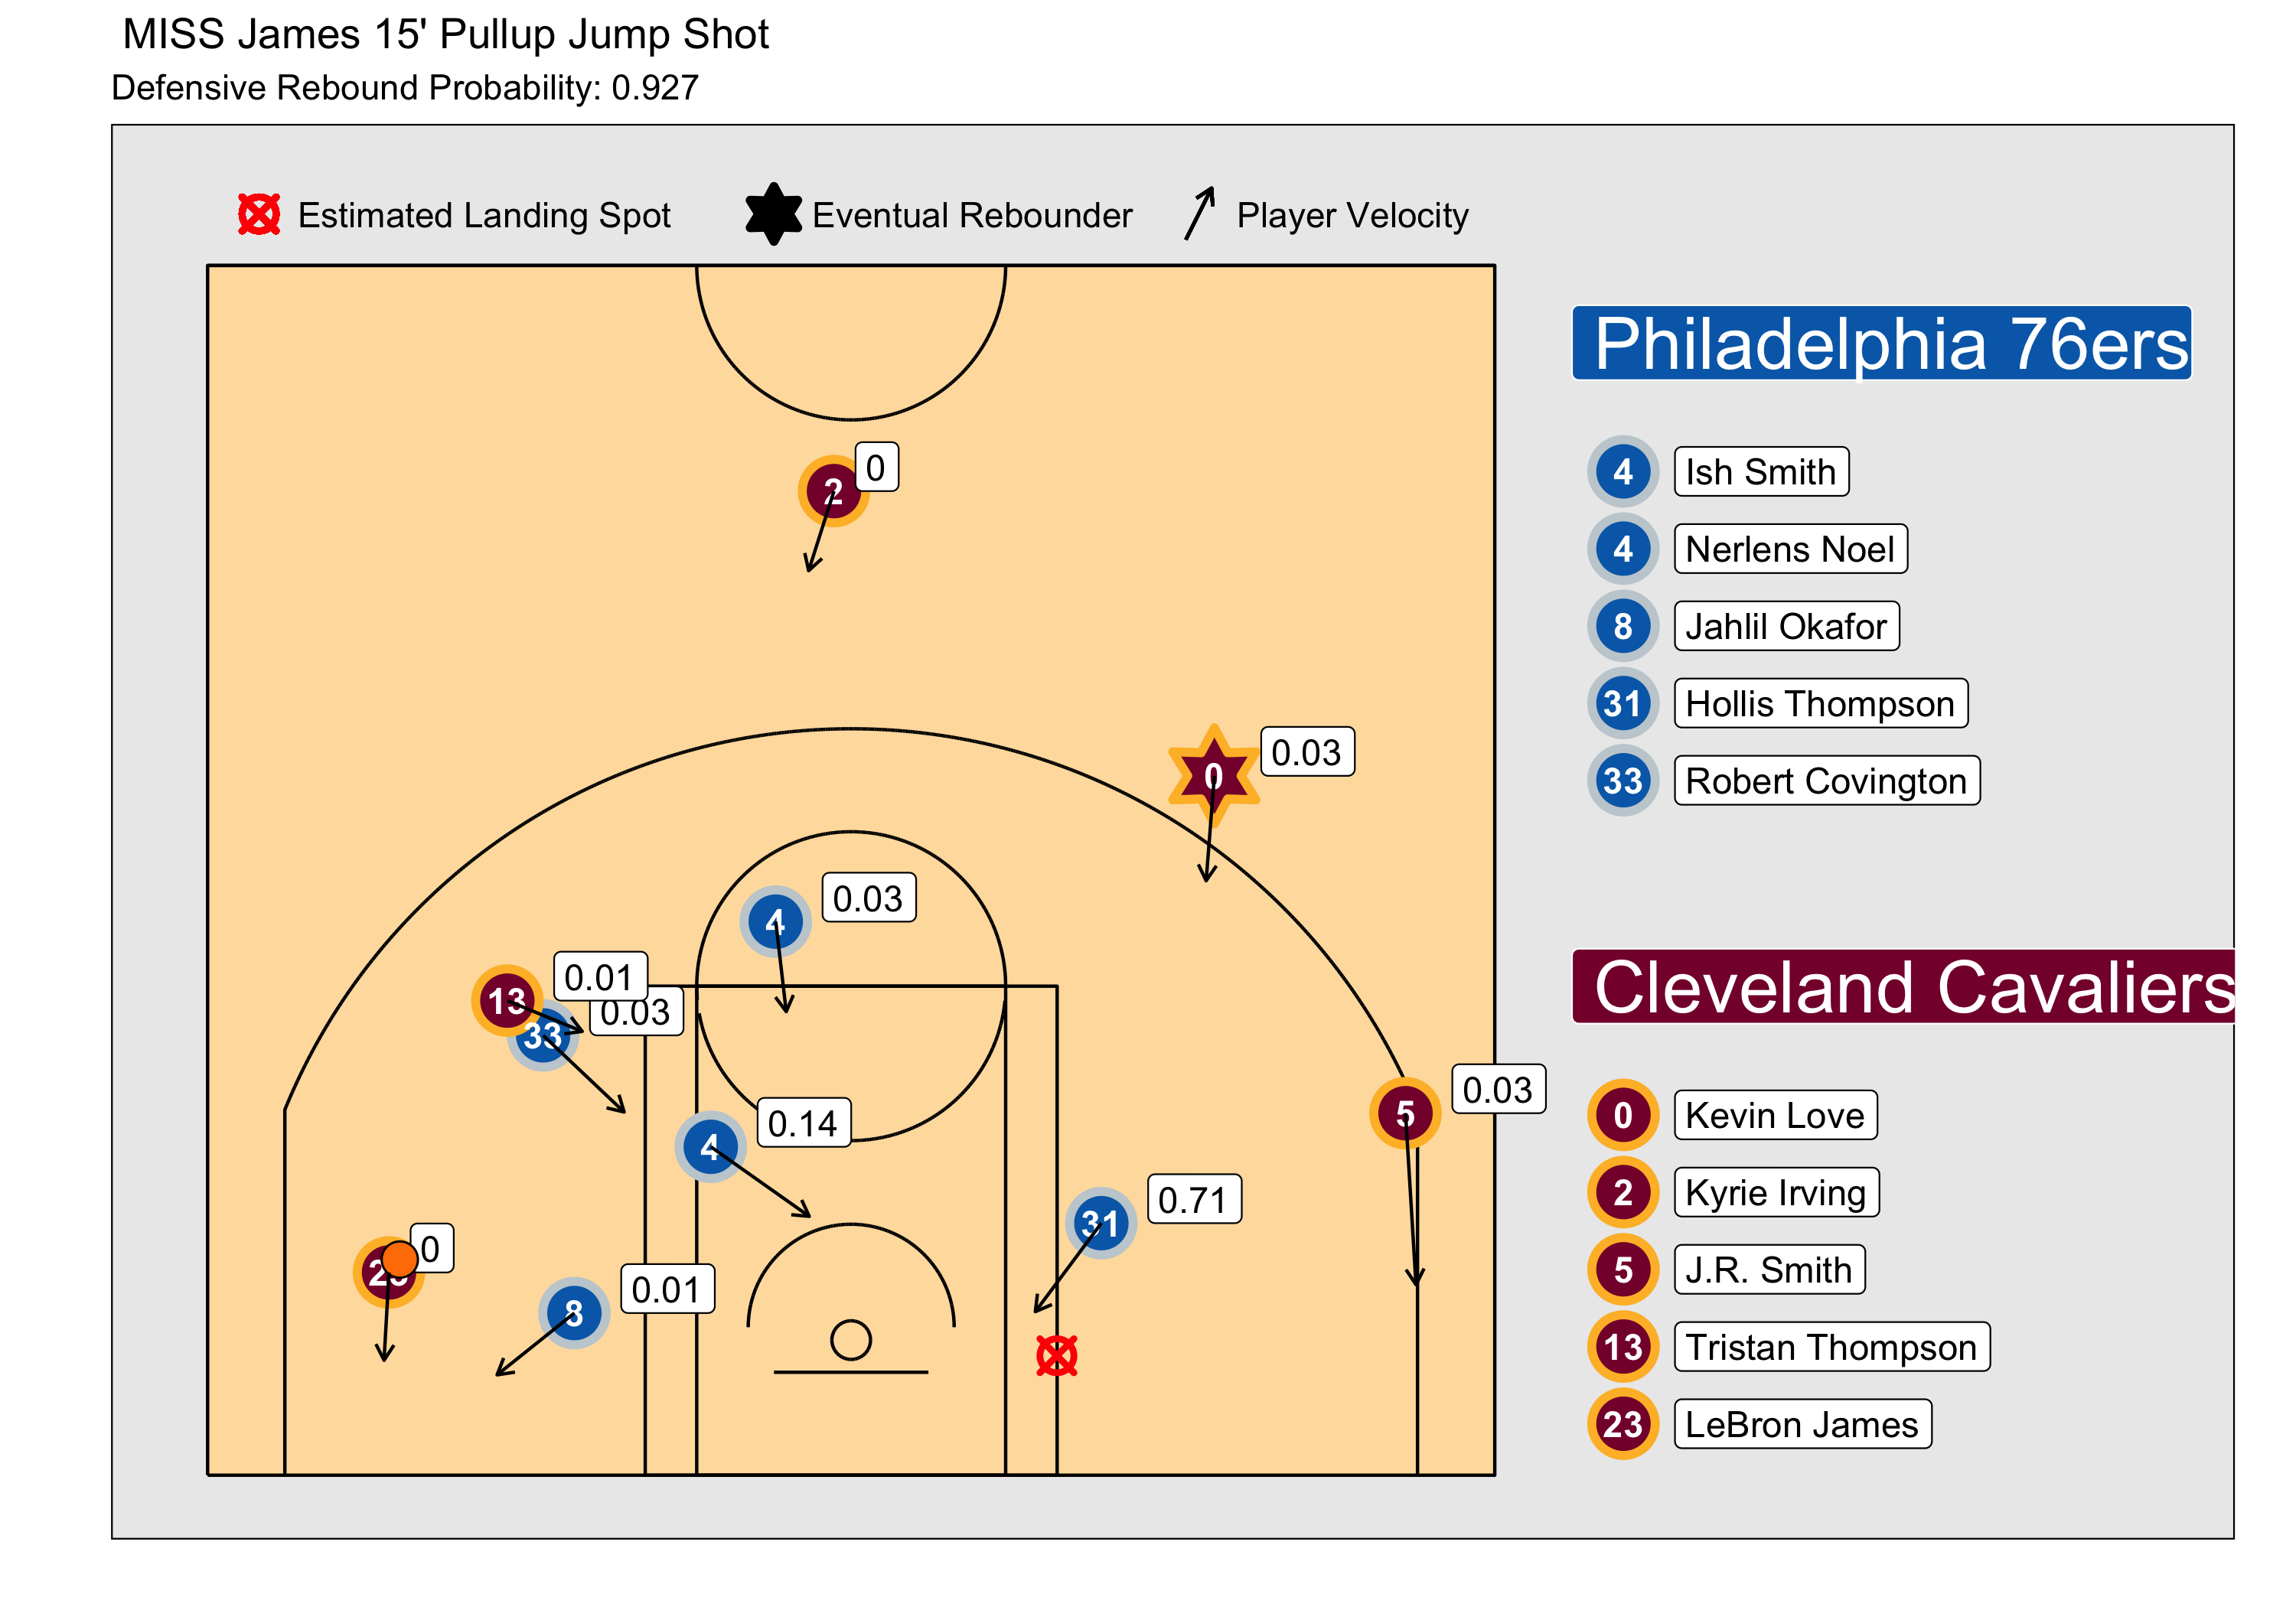 MISS James 15' Pullup Jump Shot
Defensive Rebound Probability: 0.927
Estimated Landing Spot
Eventual Rebounder
Player Velocity
Philadelphia 76ers
4 Ish Smith
4 Nerlens Noel
8 Jahlil Okafor
31 Hollis Thompson
33 Robert Covington
Cleveland Cavaliers
0 Kevin Love
2 Kyrie Irving
5 J.R. Smith
13 Tristan Thompson
23 LeBron James
2 0
0 0.03
4 0.03
13 0.01
33 0.03
5 0.03
4 0.14
31 0.71
23 0
8 0.01